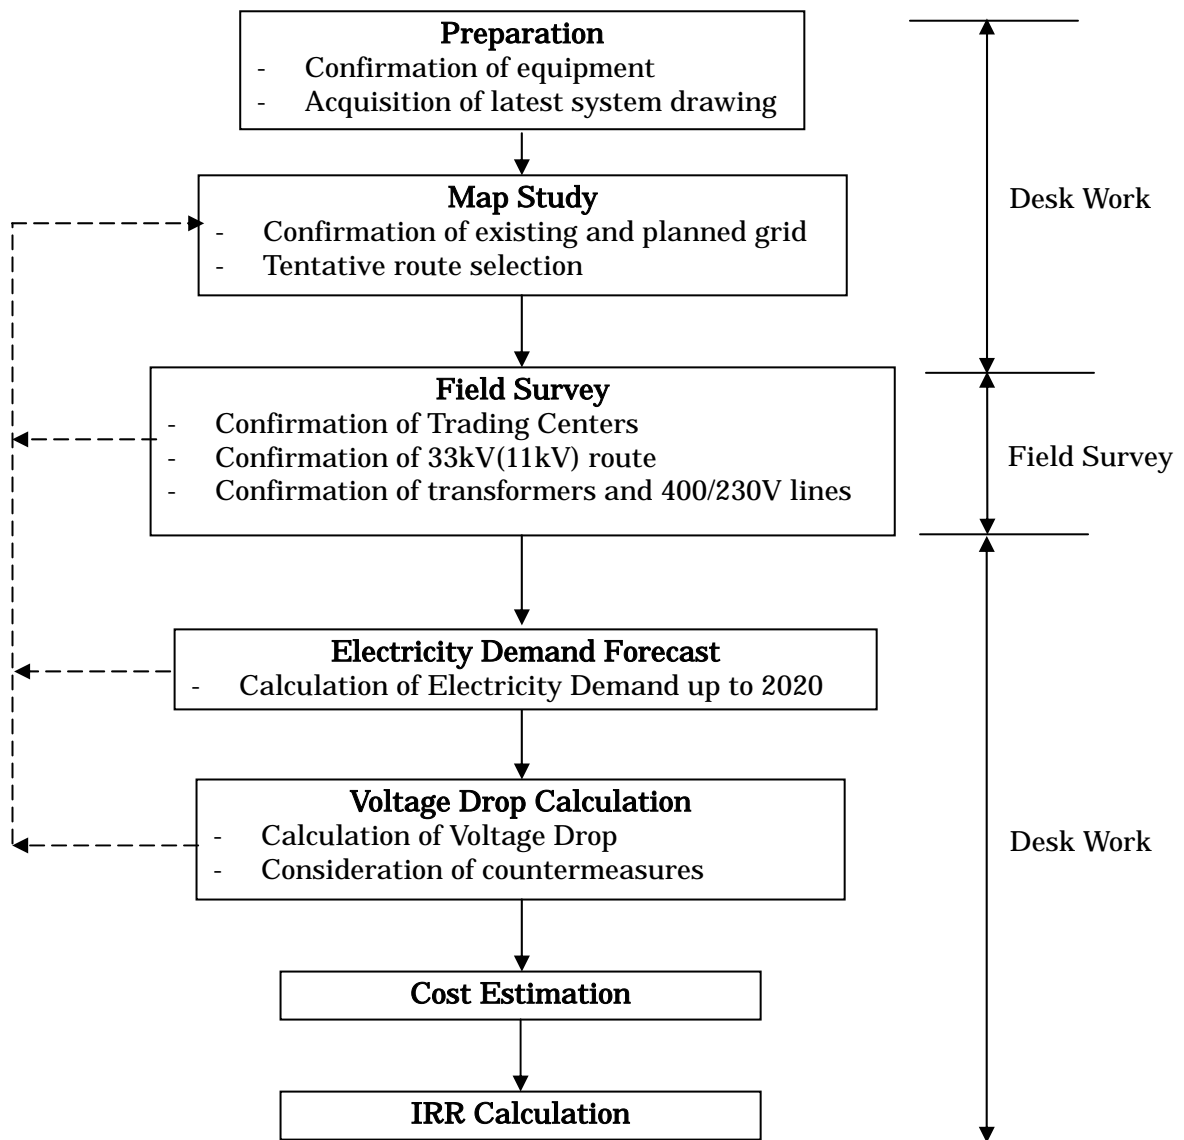 Preparation
- Confirmation of equipment
- Acquisition of latest system drawing
Desk Work
Map Study
- Confirmation of existing and planned grid
- Tentative route selection
Field Survey
- Confirmation of Trading Centers
- Confirmation of 33kV(11kV) route
- Confirmation of transformers and 400/230V lines
Field Survey
Electricity Demand Forecast
- Calculation of Electricity Demand up to 2020
Voltage Drop Calculation
- Calculation of Voltage Drop
- Consideration of countermeasures
Desk Work
Cost Estimation
IRR Calculation